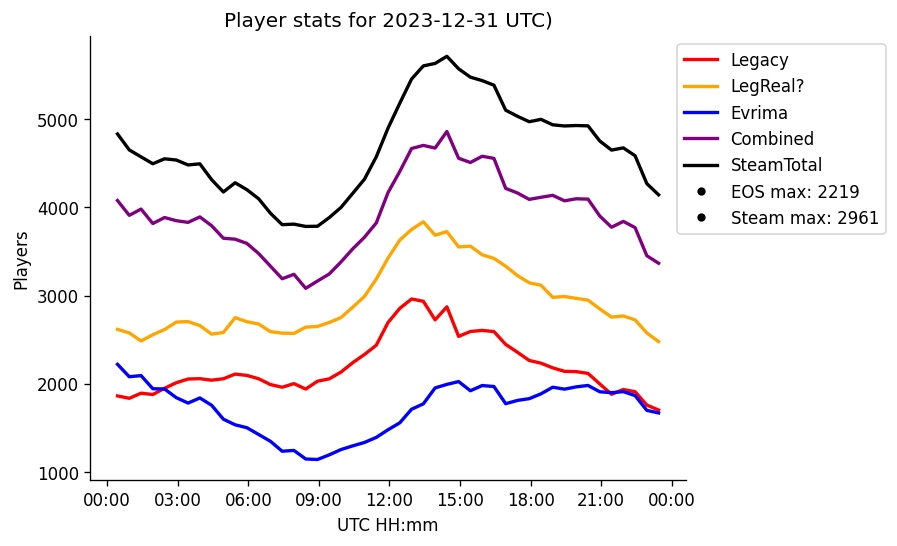 Player stats for 2023-12-31 UTC)
Players
5000
4000
3000
2000
1000
00:00 03:00 06:00 09:00 12:00 15:00 18:00 21:00 00:00
UTC HH:mm
Legacy
LegReal?
Evrima
Combined
SteamTotal
EOS max: 2219
Steam max: 2961